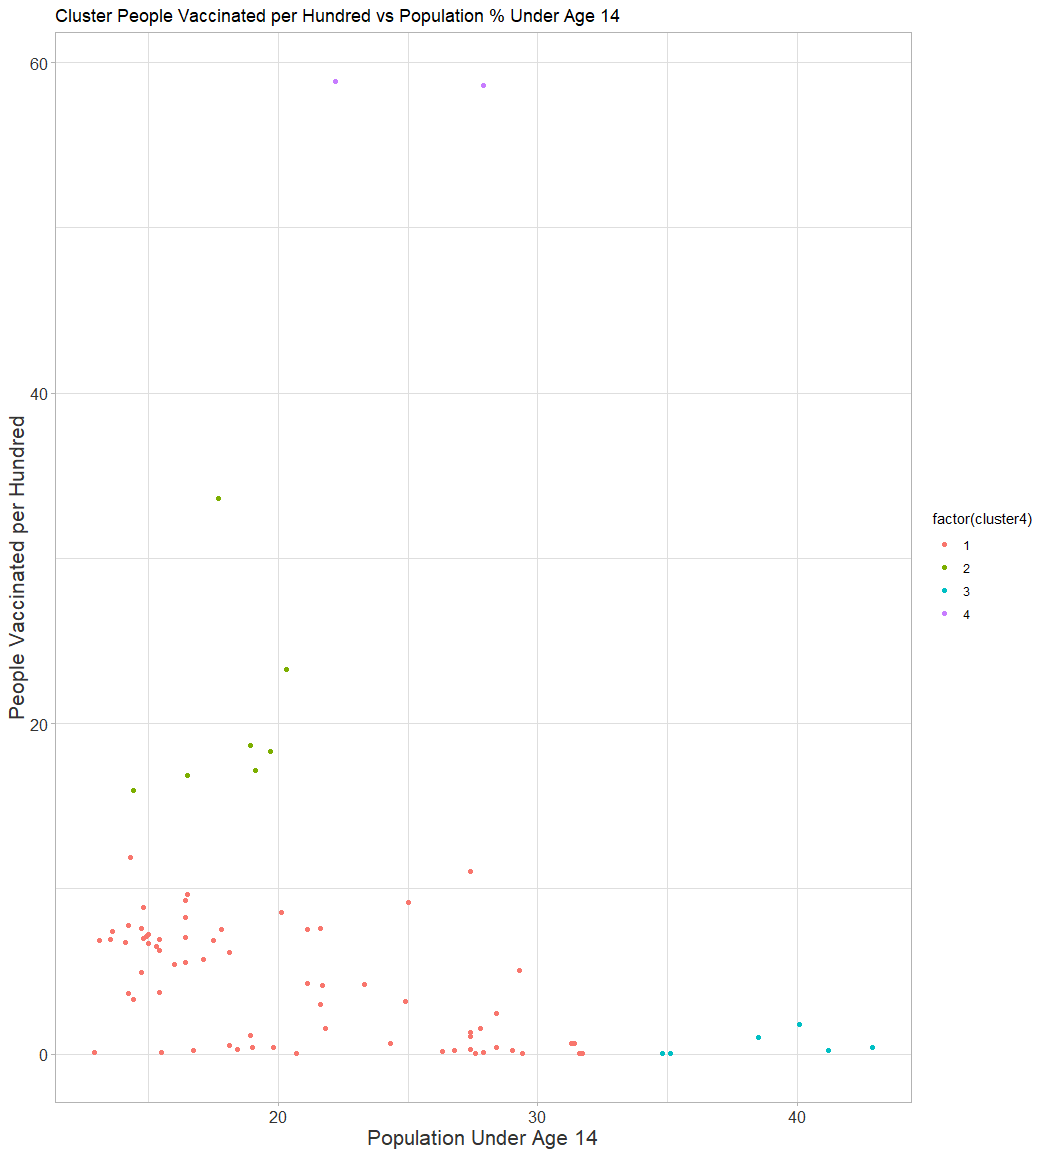 Cluster People Vaccinated per Hundred vs Population % Under Age 14
60
40
20
0
People Vaccinated per Hundred
20 30 40
Population Under Age 14
factor(cluster4)
1
2
3
4